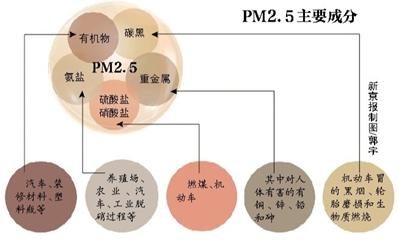 PM2.5主要成分
有机物
碳黑
PM2.5
氨盐
重金属
硫酸盐
硝酸盐
新京报制图/郭宇
汽车、装
修材料、塑
料瓶等
养殖场、
农业、汽
车、工业脱
硝过程等
燃煤、机
动车
其中对人
体有害的有
铜、锌、铅
和砷
机动车冒
的黑烟、轮
胎磨损和生
物质燃烧